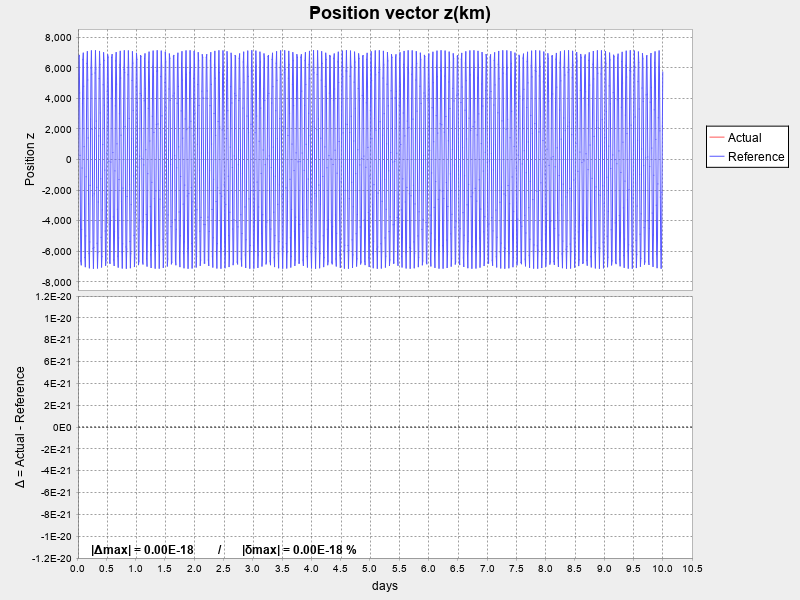 Position vector z(km)
8,000
6,000
4,000
2,000
0
-2,000
-4,000
-6,000
-8,000
Position z
Actual
Reference
1.2E-20
1E-20
8E-21
6E-21
4E-21
2E-21
0E0
-2E-21
-4E-21
-6E-21
-8E-21
-1E-20
-1.2E-20
Δ = Actual - Reference
|Δmax| = 0.00E-18 / |δmax| = 0.00E-18 %
0.0 0.5 1.0 1.5 2.0 2.5 3.0 3.5 4.0 4.5 5.0 5.5 6.0 6.5 7.0 7.5 8.0 8.5 9.0 9.5 10.0 10.5
days